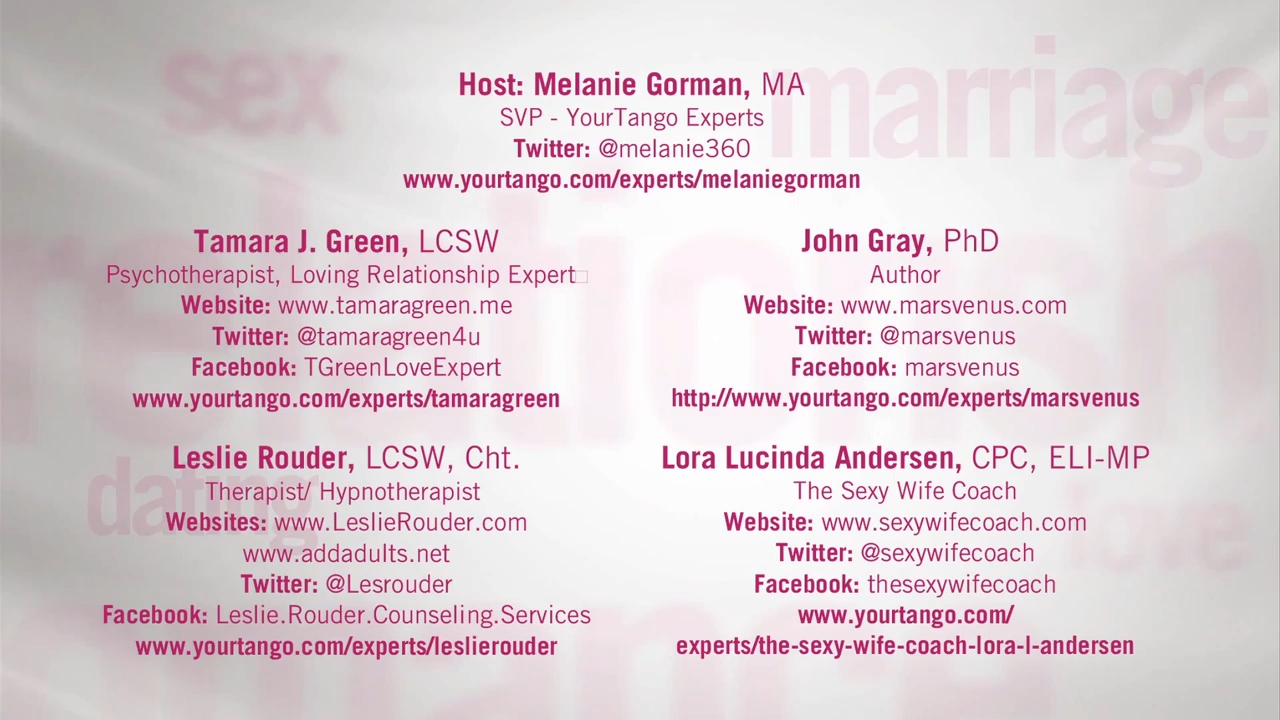 sex
marriage
Host: Melanie Gorman, MA
SVP - YourTango Experts
Twitter: @melanie360
www.yourtango.com/experts/melaniegorman
relationsh
Tamara J. Green, LCSW
Psychotherapist, Loving Relationship Expert□
Website: www.tamaragreen.me
Twitter: @tamaragreen4u
Facebook: TGreenLoveExpert
www.yourtango.com/experts/tamaragreen
John Gray, PhD
Author
Website: www.marsvenus.com
Twitter: @marsvenus
Facebook: marsvenus
http://www.yourtango.com/experts/marsvenus
dating
love
Leslie Rouder, LCSW, Cht.
Therapist/ Hypnotherapist
Websites: www.LeslieRouder.com
www.addadults.net
Twitter: @Lesrouder
Facebook: Leslie.Rouder.Counseling.Services
www.yourtango.com/experts/leslierouder
Lora Lucinda Andersen, CPC, ELI-MP
The Sexy Wife Coach
Website: www.sexywifecoach.com
Twitter: @sexywifecoach
Facebook: thesexywifecoach
www.yourtango.com/
experts/the-sexy-wife-coach-lora-l-andersen